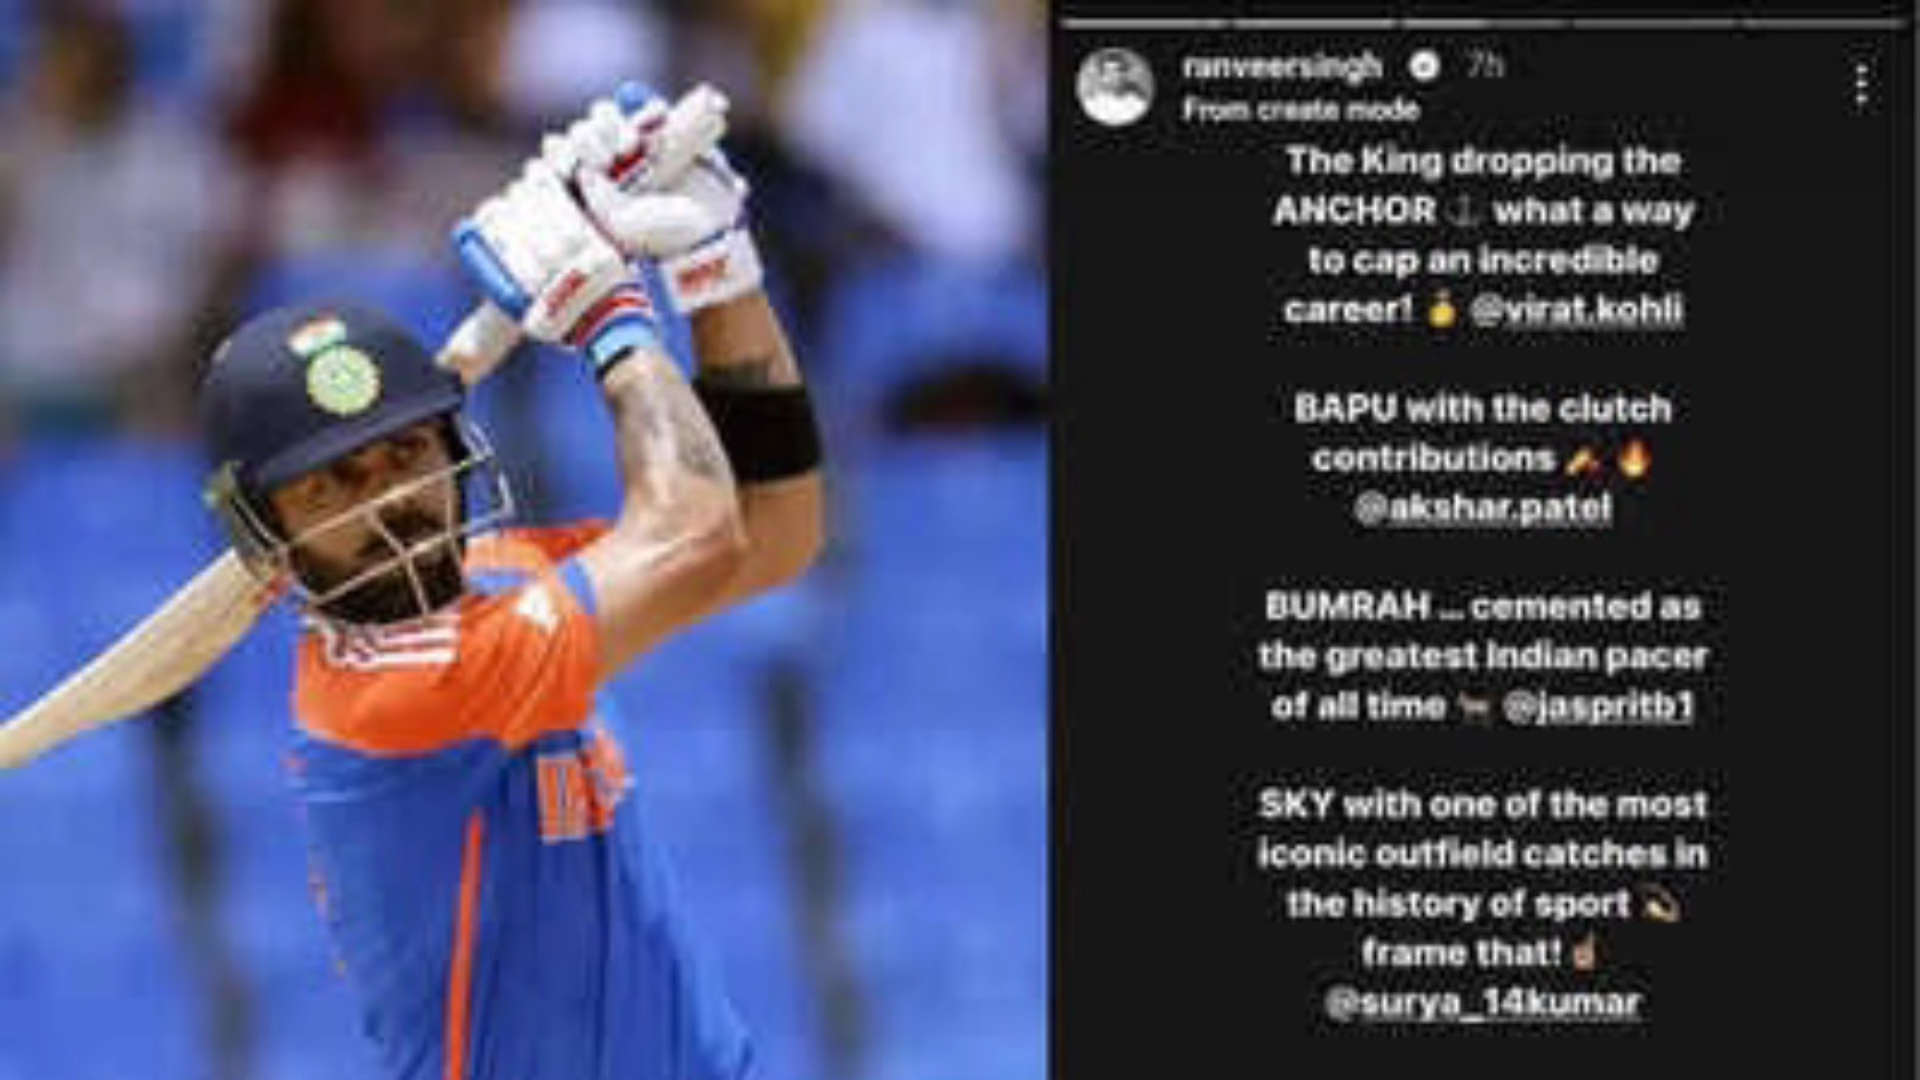 ranveersingh 7h
From create mode
The King dropping the
ANCHOR ⚓ what a way
to cap an incredible
career! 🥇 @virat.kohli
BAPU with the clutch
contributions 🏏 🔥
@akshar.patel
BUMRAH ... cemented as
the greatest Indian pacer
of all time 🐐 @jaspritb1
SKY with one of the most
iconic outfield catches in
the history of sport 💫
frame that! ☝🏽
@surya_14kumar